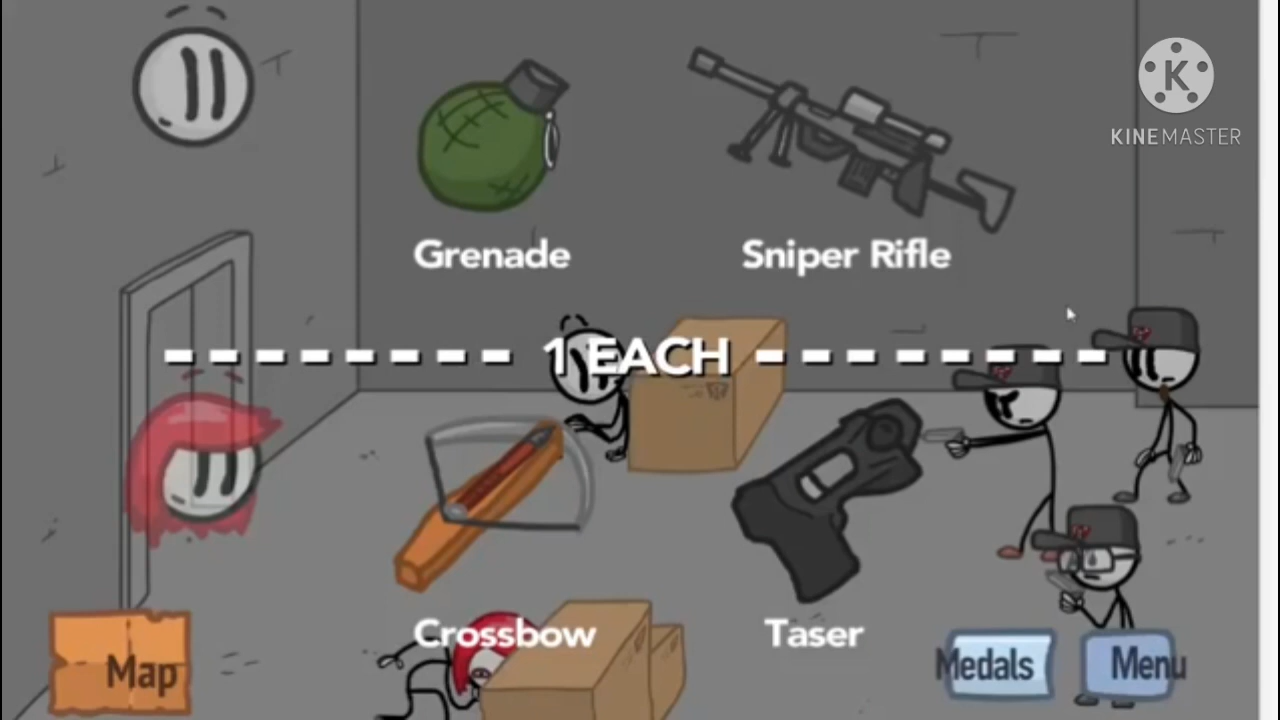 KINEMASTER
Grenade
Sniper Rifle
1 EACH
Crossbow
Taser
Map
Medals
Menu